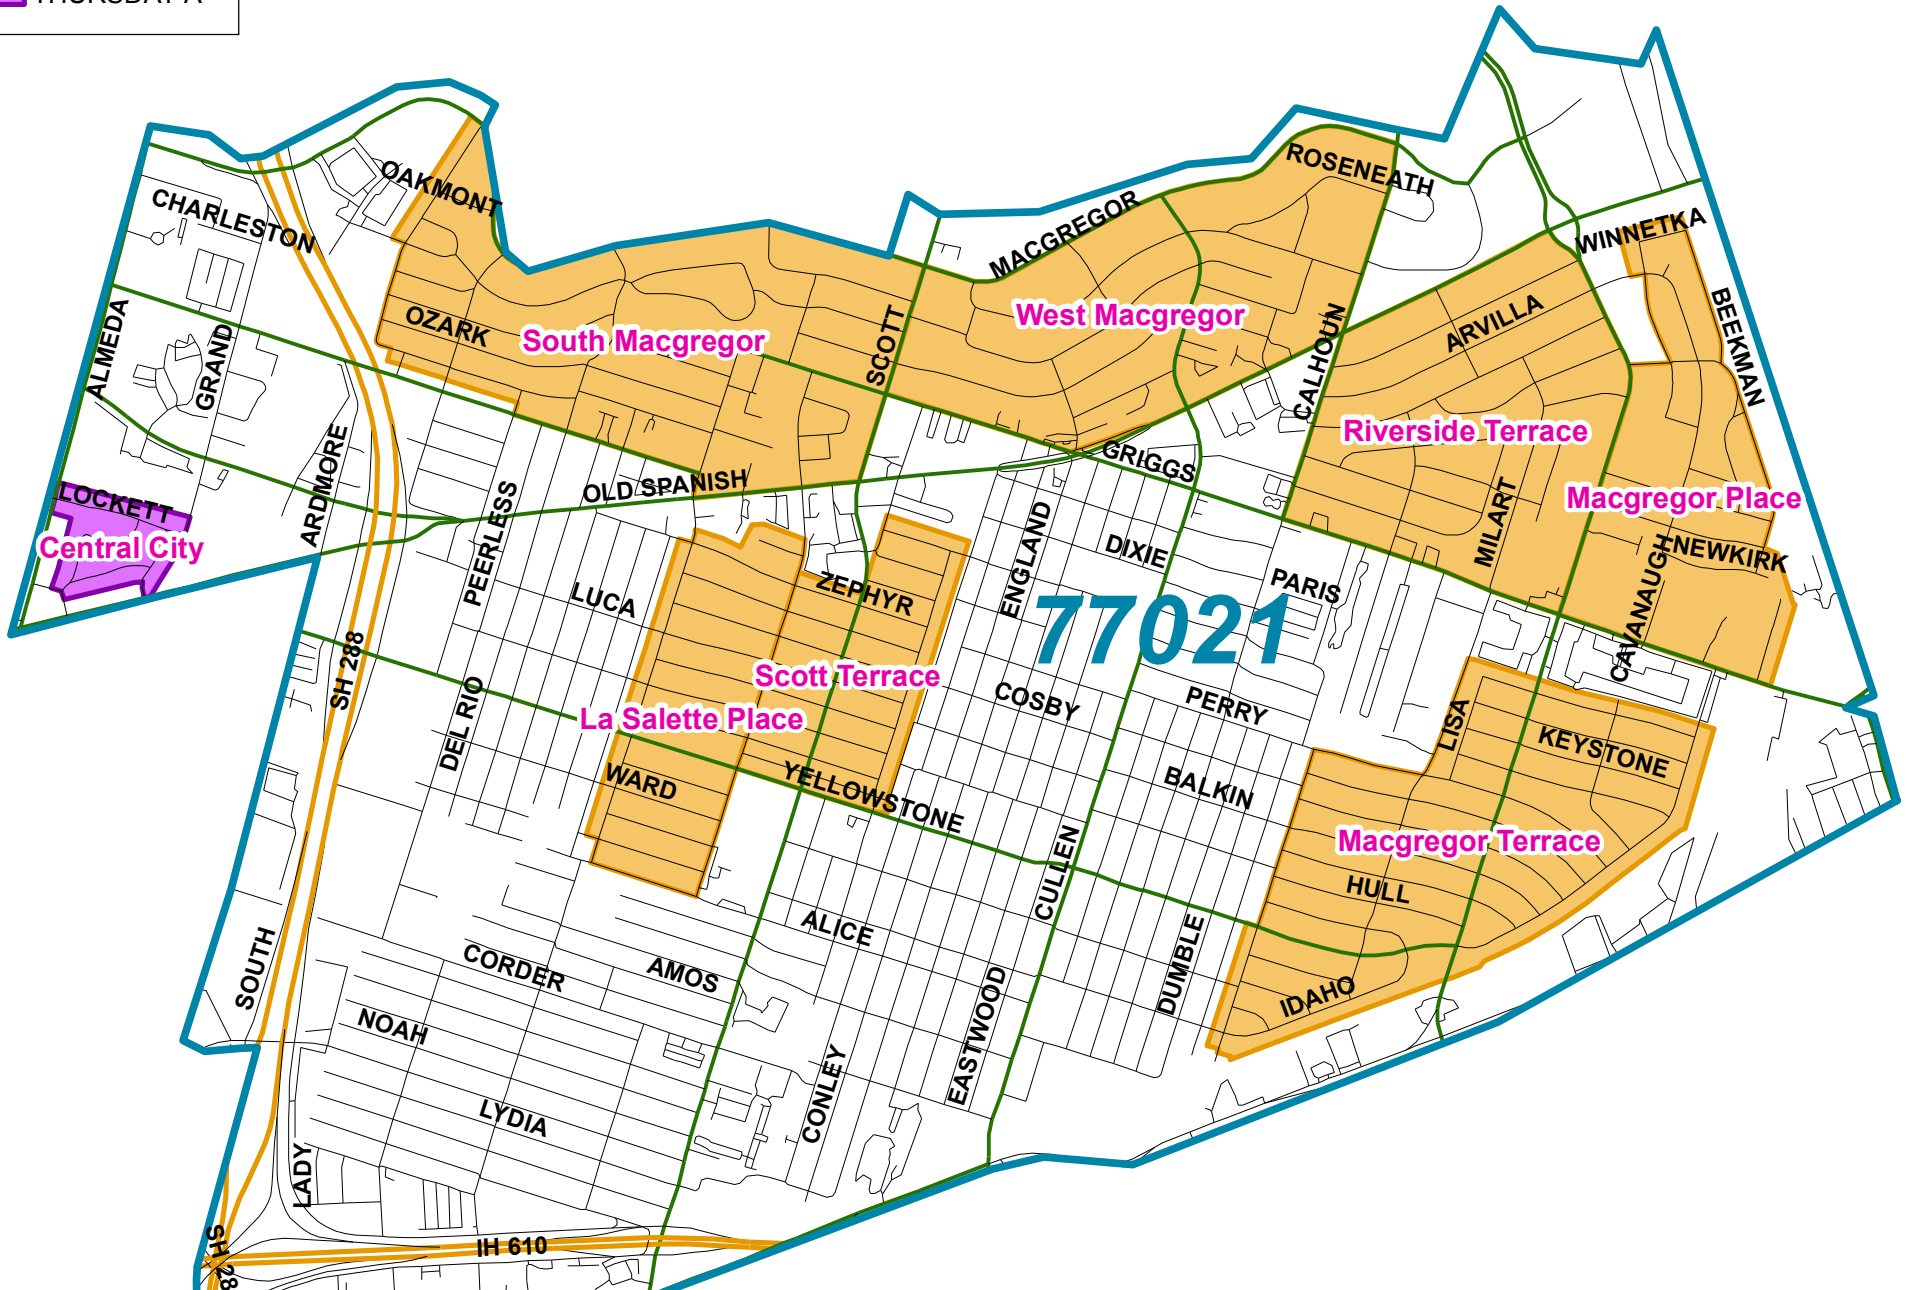 THURSDAY A
OAKMONT
ROSENEATH
CHARLESTON
MACGREGOR
WINNETKA
ALMEDA
GRAND
OZARK
South Macgregor
SCOTT
West Macgregor
CALHOUN
ARVILLA
BEEKMAN
Riverside Terrace
ARDMORE
PEERLESS
OLD SPANISH
GRIGGS
MILART
Macgregor Place
LOCKETT
Central City
ENGLAND
DIXIE
PARIS
CAVANAUGH
NEWKIRK
LUCA
ZEPHYR
77021
SH 288
DEL RIO
Scott Terrace
La Salette Place
COSBY
PERRY
LISA
KEYSTONE
WARD
YELLOWSTONE
BALKIN
Macgregor Terrace
CULLEN
HULL
SOUTH
CORDER
AMOS
ALICE
DUMBLE
IDAHO
NOAH
EASTWOOD
CONLEY
LYDIA
LADY
IH 610
SH 28